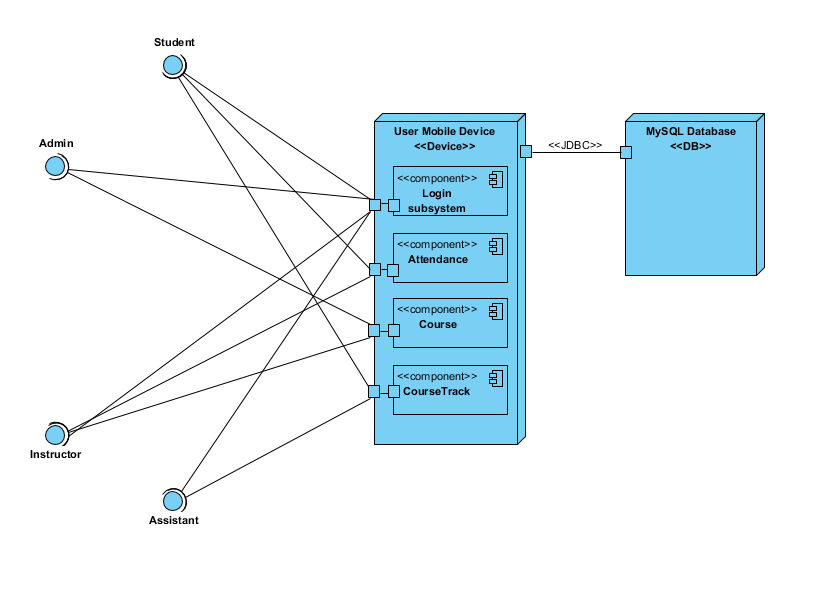 Student
Admin
User Mobile Device
<<Device>>
<<component>>
Login
subsystem
<<component>>
Attendance
<<component>>
Course
<<component>>
CourseTrack
<<JDBC>>
MySQL Database
<<DB>>
Instructor
Assistant